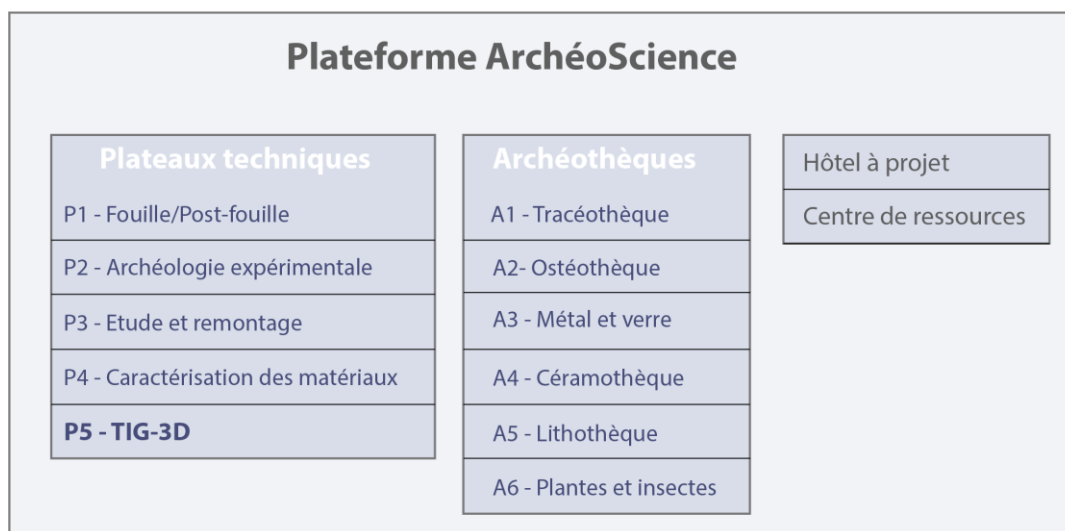 Plateforme ArchéoScience
Plateaux techniques
P1 - Fouille/Post-fouille
P2 - Archéologie expérimentale
P3 - Etude et remontage
P4 - Caractérisation des matériaux
P5 - TIG-3D
Archéothèques
A1 - Tracéothèque
A2- Ostéothèque
A3 - Métal et verre
A4 - Céramothèque
A5 - Lithothèque
A6 - Plantes et insectes
Hôtel à projet
Centre de ressources